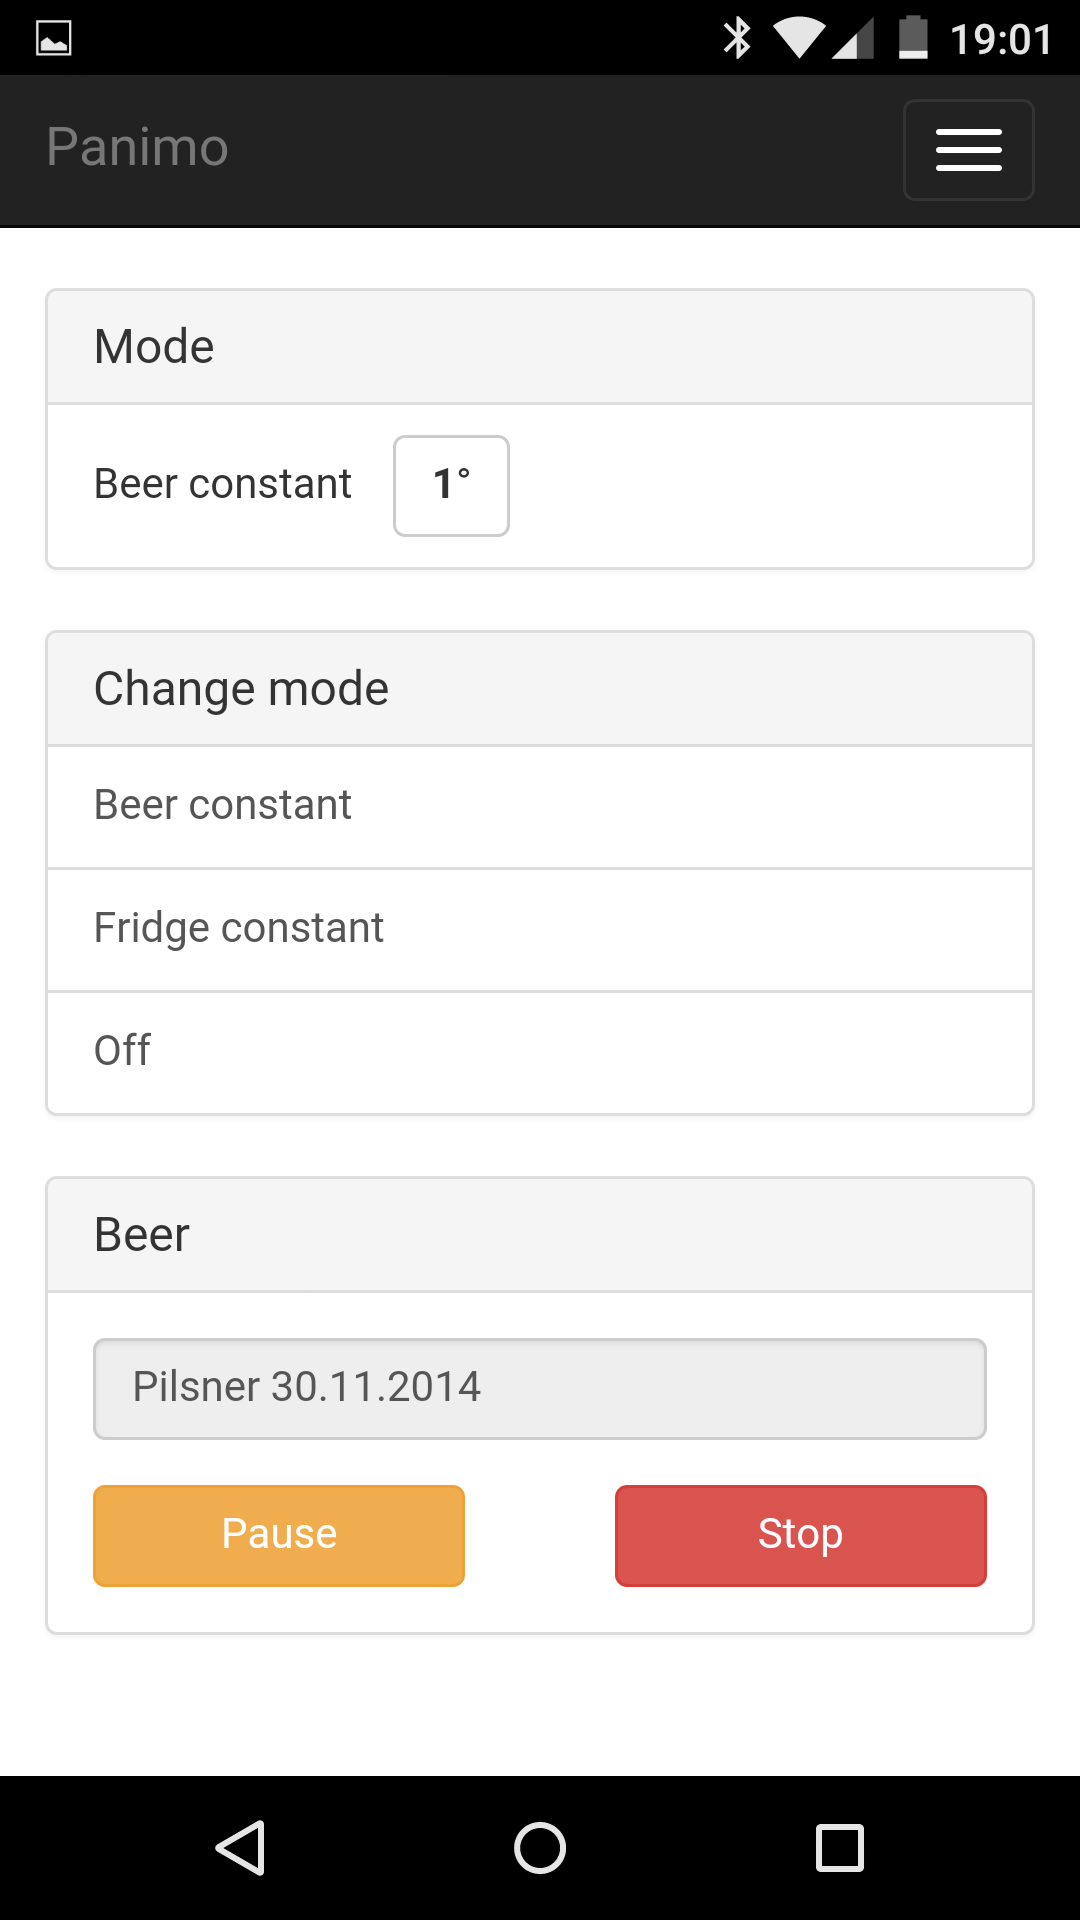 19:01
Panimo
Mode
Beer constant 1°
Change mode
Beer constant
Fridge constant
Off
Beer
Pilsner 30.11.2014
Pause Stop